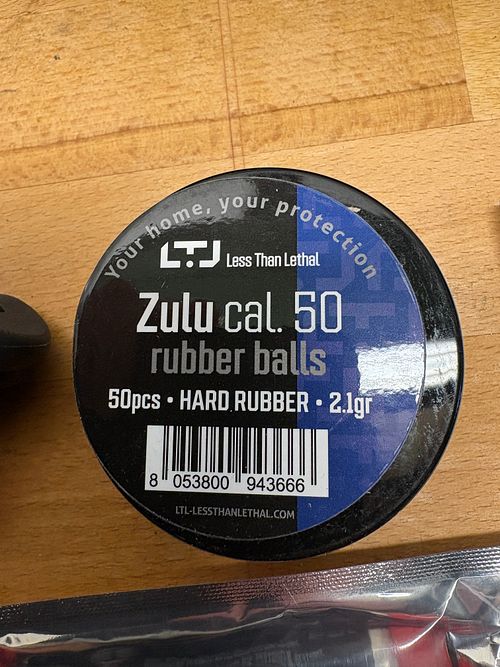 Your home, your protection
LTL Less Than Lethal
Zulu cal. 50
rubber balls
50pcs • HARD RUBBER • 2.1gr
8 053800 943666
LTL-LESSTHANLETHAL.COM